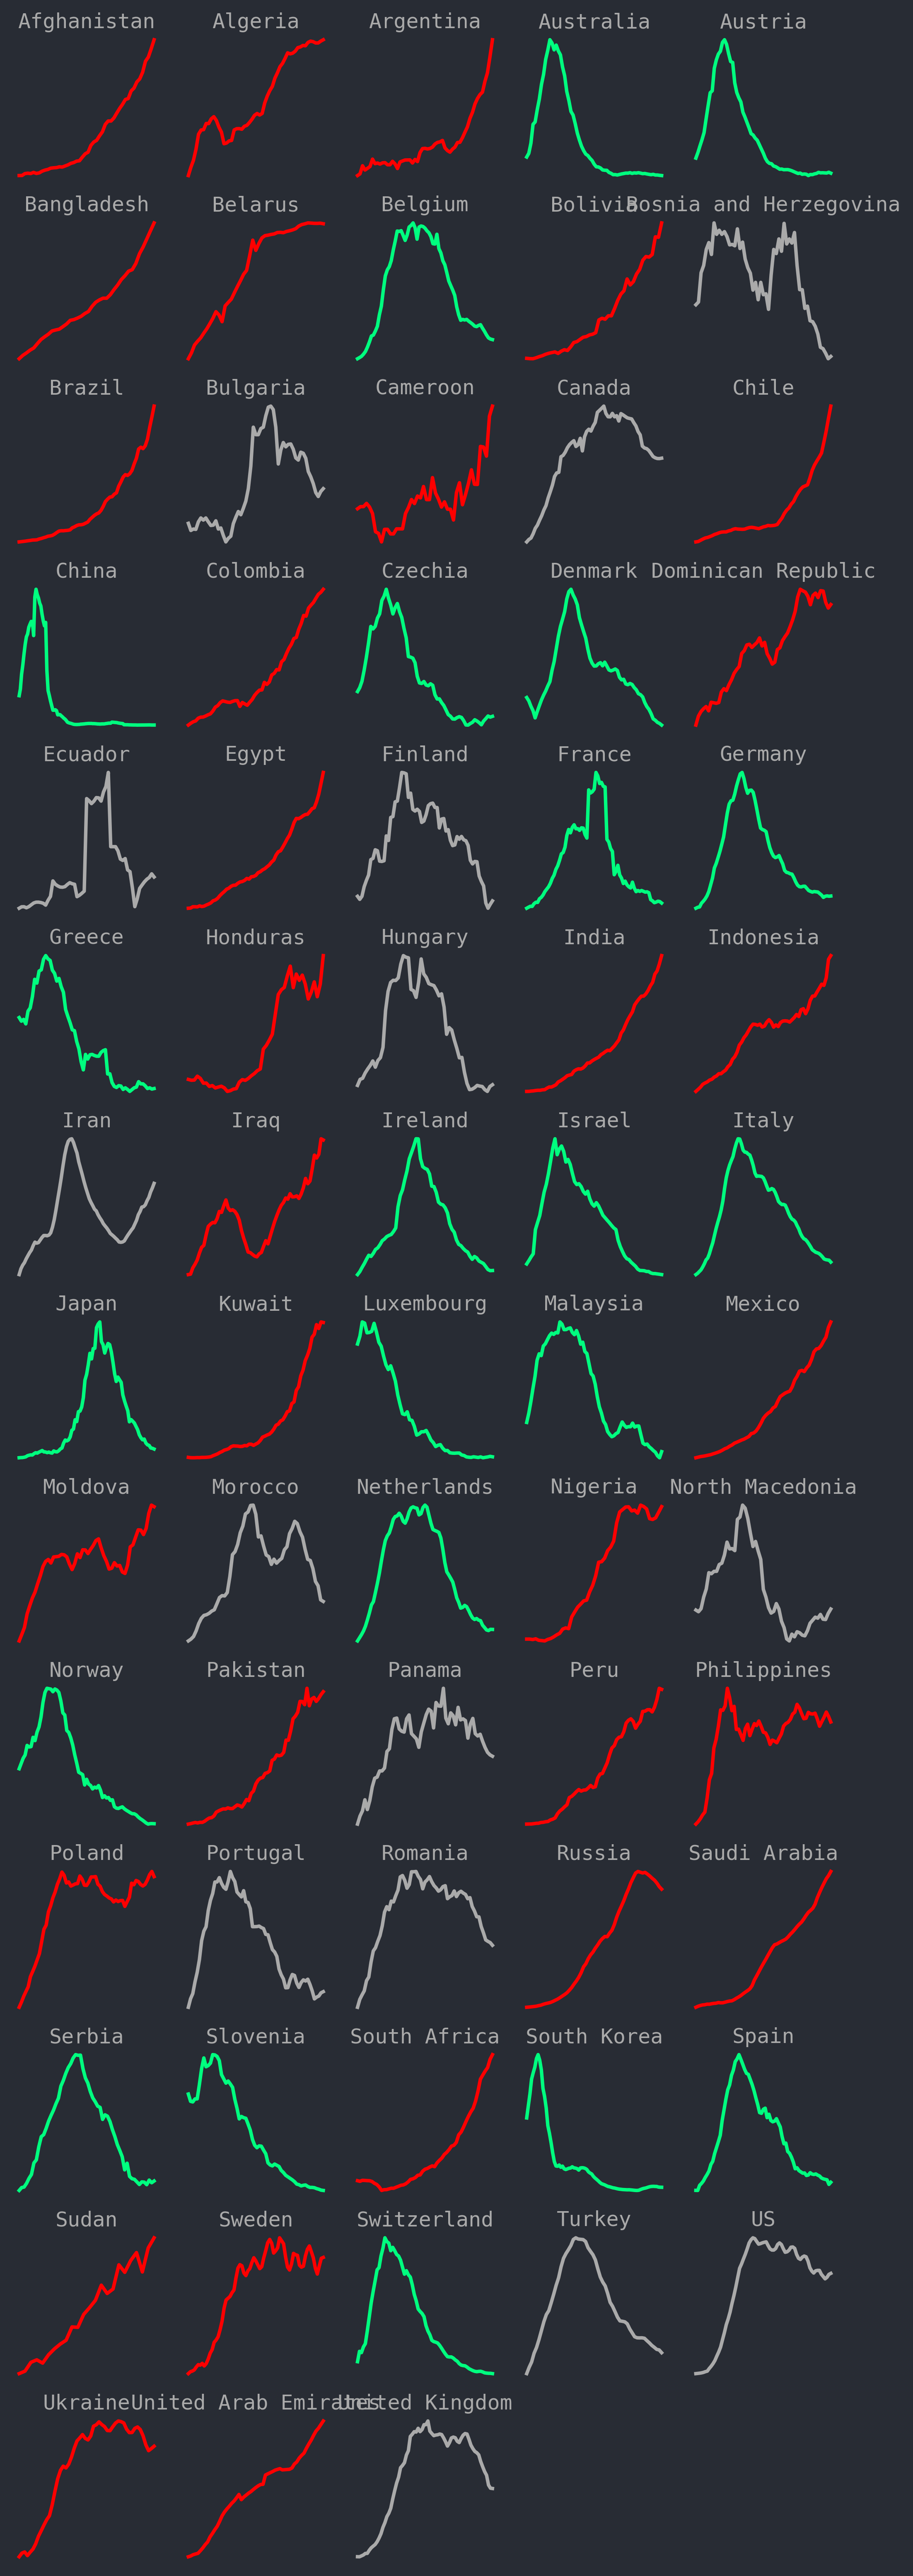 Afghanistan Algeria Argentina Australia Austria
Bangladesh Belarus Belgium Bolivia Bosnia and Herzegovina
Brazil Bulgaria Cameroon Canada Chile
China Colombia Czechia Denmark Dominican Republic
Ecuador Egypt Finland France Germany
Greece Honduras Hungary India Indonesia
Iran Iraq Ireland Israel Italy
Japan Kuwait Luxembourg Malaysia Mexico
Moldova Morocco Netherlands Nigeria North Macedonia
Norway Pakistan Panama Peru Philippines
Poland Portugal Romania Russia Saudi Arabia
Serbia Slovenia South Africa South Korea Spain
Sudan Sweden Switzerland Turkey US
Ukraine United Arab Emirates United Kingdom